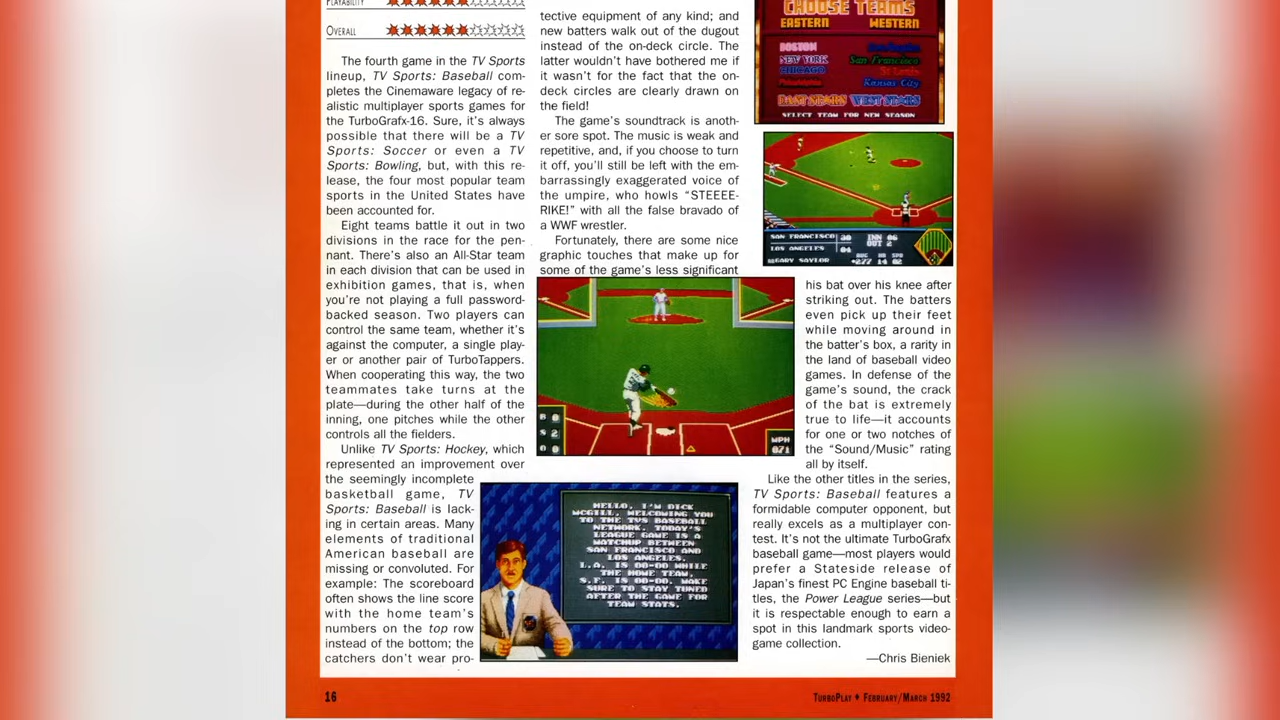 PLAYABILITY
OVERALL
The fourth game in the TV Sports
lineup, TV Sports: Baseball com-
pletes the Cinemaware legacy of re-
alistic multiplayer sports games for
the TurboGrafx-16. Sure, it's always
possible that there will be a TV
Sports: Soccer or even a TV
Sports: Bowling, but, with this re-
lease, the four most popular team
sports in the United States have
been accounted for.
Eight teams battle it out in two
divisions in the race for the pen-
nant. There's also an All-Star team
in each division that can be used in
exhibition games, that is, when
you're not playing a full password-
backed season. Two players can
control the same team, whether it's
against the computer, a single play-
er or another pair of TurboTappers.
When cooperating this way, the two
teammates take turns at the
plate—during the other half of the
inning, one pitches while the other
controls all the fielders.
Unlike TV Sports: Hockey, which
represented an improvement over
the seemingly incomplete
basketball game, TV
Sports: Baseball is lack-
ing in certain areas. Many
elements of traditional
American baseball are
missing or convoluted. For
example: The scoreboard
often shows the line score
with the home team's
numbers on the top row
instead of the bottom; the
catchers don't wear pro-
tective equipment of any kind; and
new batters walk out of the dugout
instead of the on-deck circle. The
latter wouldn't have bothered me if
it wasn't for the fact that the on-
deck circles are clearly drawn on
the field!
The game's soundtrack is anoth-
er sore spot. The music is weak and
repetitive, and, if you choose to turn
it off, you'll still be left with the em-
barrassingly exaggerated voice of
the umpire, who howls "STEEEE-
RIKE!" with all the false bravado of
a WWF wrestler.
Fortunately, there are some nice
graphic touches that make up for
some of the game's less significant
B 0
S 2
O 0
MPH
071
HELLO, I'M DICK
MCGILL, WELCOMING YOU
TO THE TVS BASEBALL
NETWORK. TODAY'S
LEAGUE GAME IS A
MATCHUP BETWEEN
SAN FRANCISCO AND
LOS ANGELES.
L.A. IS 00-00 WHILE
THE HOME TEAM,
S.F. IS 00-00. MAKE
SURE TO STAY TUNED
AFTER THE GAME FOR
TEAM STATS.
CHOOSE TEAMS
EASTERN WESTERN
BOSTON Los Angeles
NEW YORK San Francisco
CHICAGO St Louis
Kansas City
EAST STARS WEST STARS
SELECT TEAM FOR NEW SEASON
SAN FRANCISCO INN 06
LOS ANGELES 04 OUT 2
AVG HR SPD
GARY SAYLOR .277 14 02
his bat over his knee after
striking out. The batters
even pick up their feet
while moving around in
the batter's box, a rarity in
the land of baseball video
games. In defense of the
game's sound, the crack
of the bat is extremely
true to life—it accounts
for one or two notches of
the "Sound/Music" rating
all by itself.
Like the other titles in the series,
TV Sports: Baseball features a
formidable computer opponent, but
really excels as a multiplayer con-
test. It's not the ultimate TurboGrafx
baseball game—most players would
prefer a Stateside release of
Japan's finest PC Engine baseball ti-
tles, the Power League series—but
it is respectable enough to earn a
spot in this landmark sports video-
game collection.
—Chris Bieniek
16
TURBOPLAY ♦ FEBRUARY/MARCH 1992